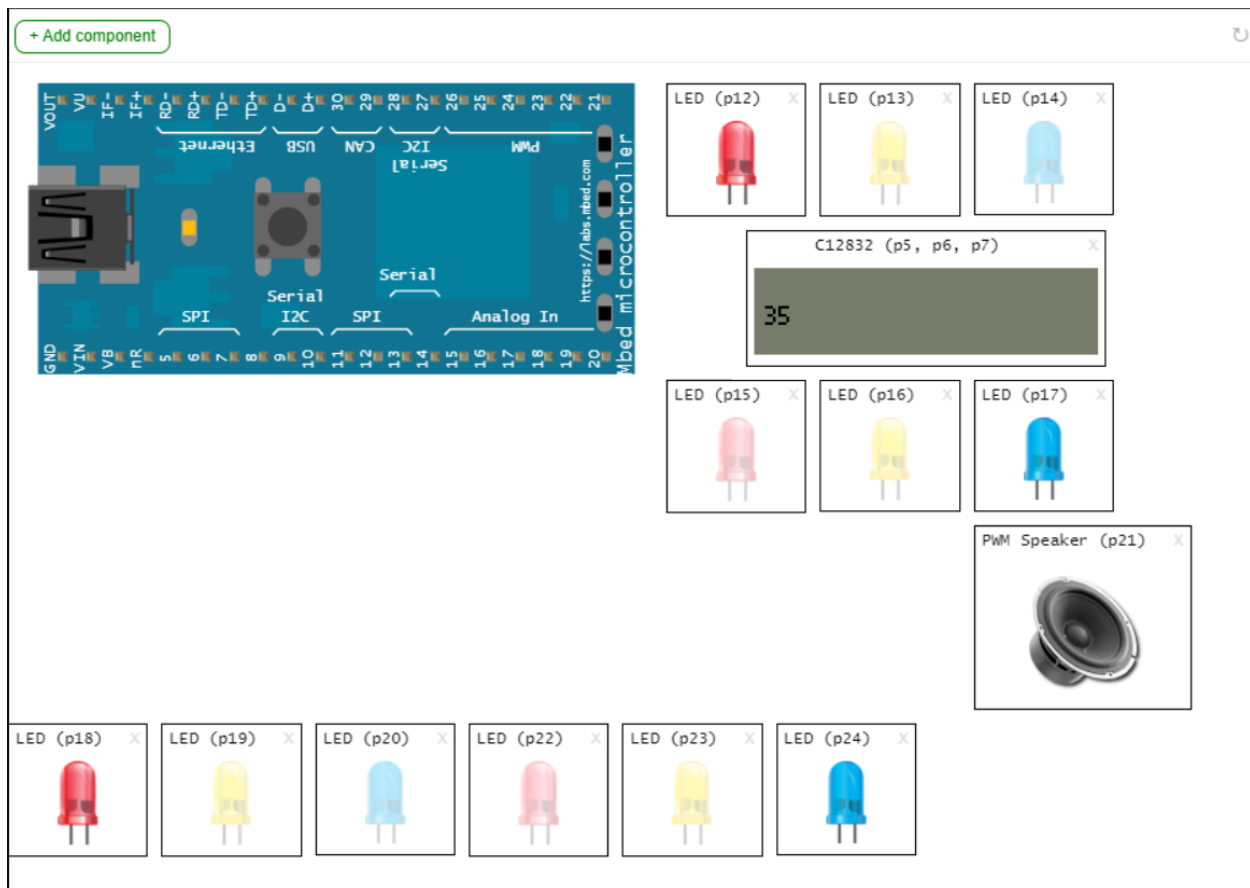 + Add component
VOUT
VU
IF-
IF+
RD-
RD+
TD-
TD+
D-
D+
30
29
28
27
26
25
24
23
22
21
Ethernet
USB
CAN
I2C
Serial
PWM
https://labs.mbed.com
Mbed microcontroller
Serial
Serial
SPI
I2C
SPI
Analog In
GND
VIN
VB
nR
5
6
7
8
9
10
11
12
13
14
15
16
17
18
19
20
LED (p12) X
LED (p13) X
LED (p14) X
C12832 (p5, p6, p7) X
35
LED (p15) X
LED (p16) X
LED (p17) X
PWM Speaker (p21) X
LED (p18) X
LED (p19) X
LED (p20) X
LED (p22) X
LED (p23) X
LED (p24) X